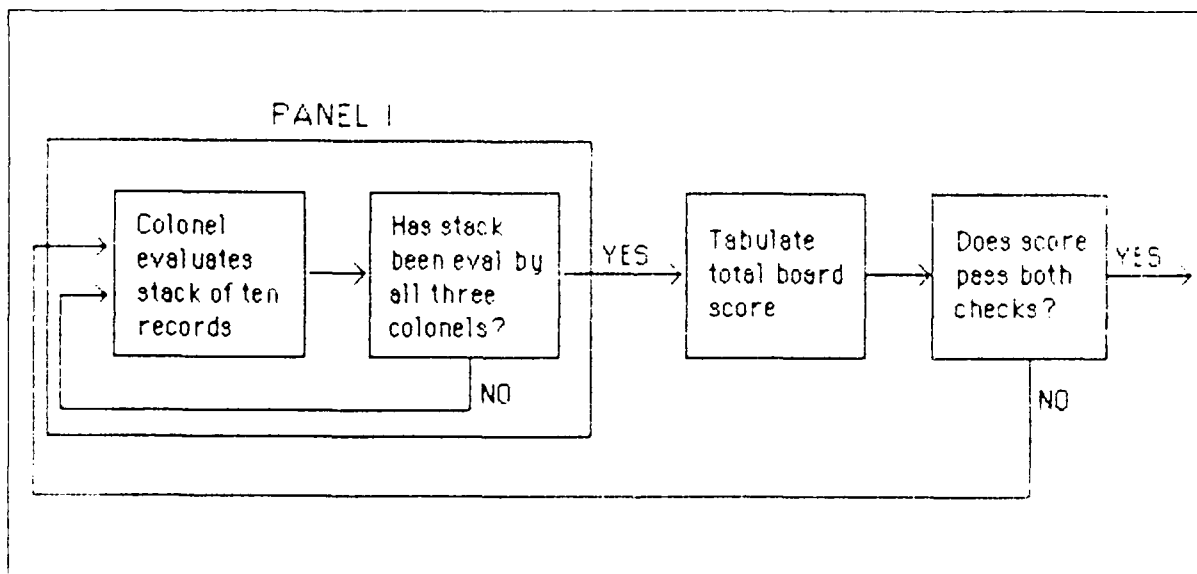 PANEL I
Colonel
evaluates
stack of ten
records
Has stack
been eval by
all three
colonels?
NO
YES
Tabulate
total board
score
Does score
pass both
checks?
YES
NO